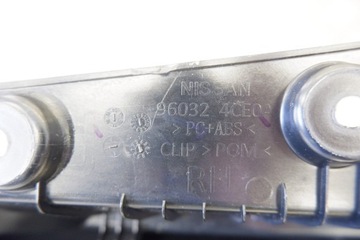 NISSAN
96032 4CE0
> PC+ABS <
CLIP > POM <
RH